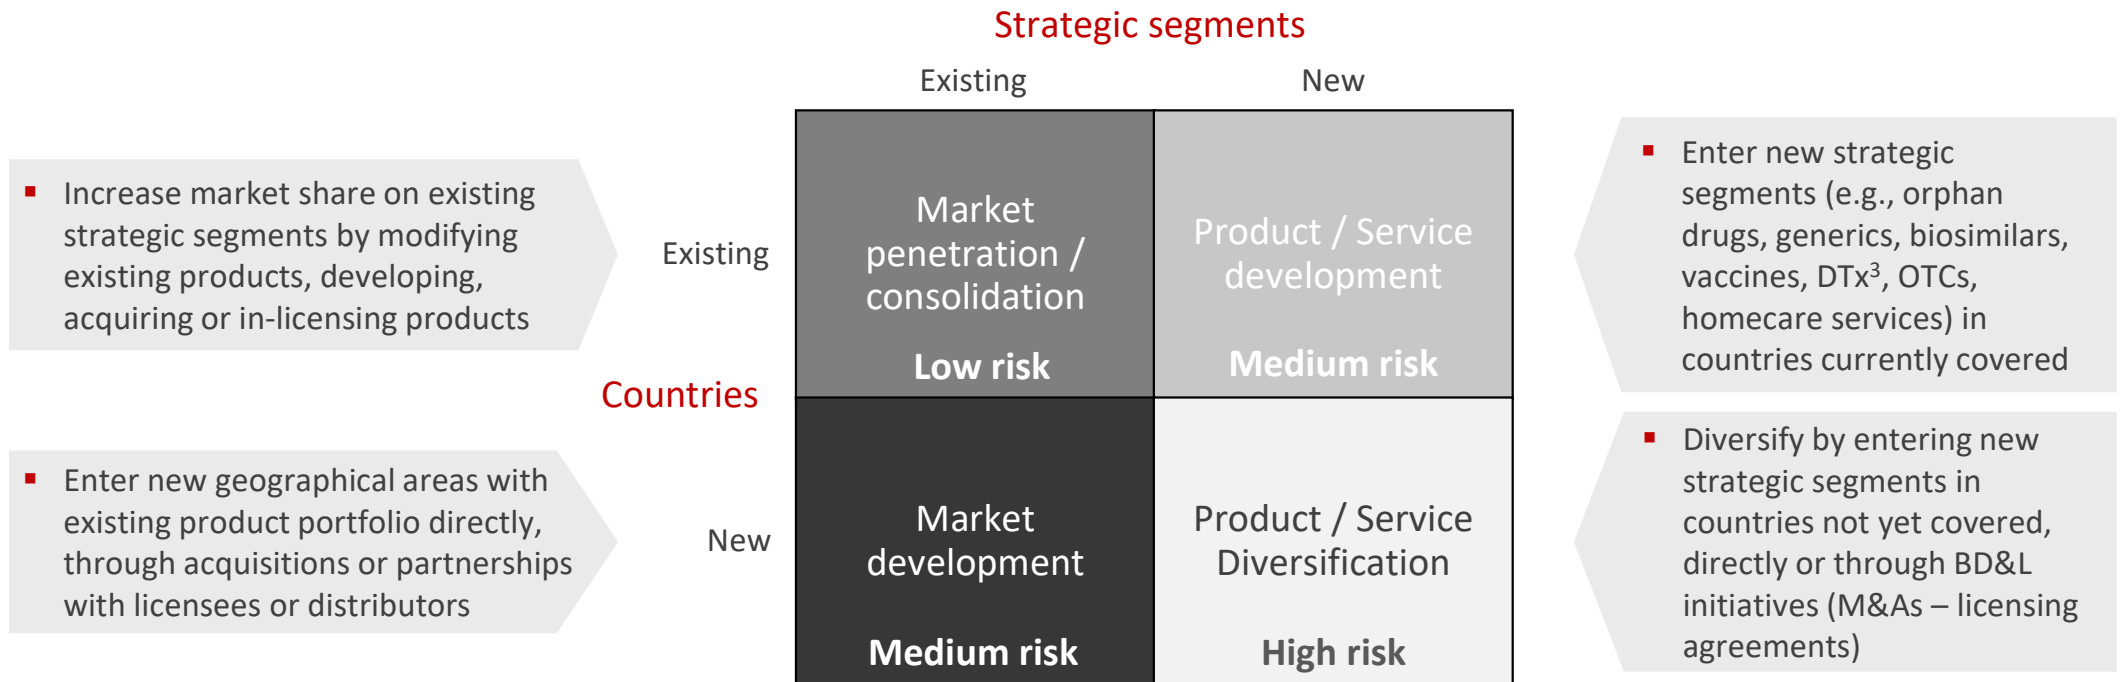 Strategic segments
Existing
New
▪ Increase market share on existing
strategic segments by modifying
existing products, developing,
acquiring or in-licensing products
Existing
Market
penetration /
consolidation
Low risk
Product / Service
development
Medium risk
▪ Enter new strategic
segments (e.g., orphan
drugs, generics, biosimilars,
vaccines, DTx³, OTCs,
homecare services) in
countries currently covered
Countries
▪ Enter new geographical areas with
existing product portfolio directly,
through acquisitions or partnerships
with licensees or distributors
New
Market
development
Medium risk
Product / Service
Diversification
High risk
▪ Diversify by entering new
strategic segments in
countries not yet covered,
directly or through BD&L
initiatives (M&As – licensing
agreements)